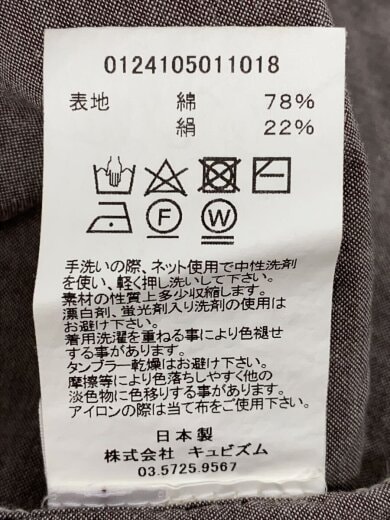 0124105011018
表地 綿 78%
絹 22%
F W
手洗いの際、ネット使用で中性洗剤
を使い、軽く押し洗いして下さい。
素材の性質上多少収縮します。
漂白剤、蛍光剤入り洗剤の使用は
お避け下さい。
着用洗濯を重ねる事により色褪せ
する事があります。
タンブラー乾燥はお避け下さい。
摩擦等により色落ちしやすく他の
淡色物に色移りする事があります。
アイロンの際は当て布をご使用下さい。
日本製
株式会社 キュビズム
03.5725.9567